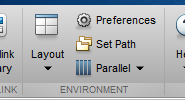 Preferences
Layout
Set Path
Parallel
ENVIRONMENT